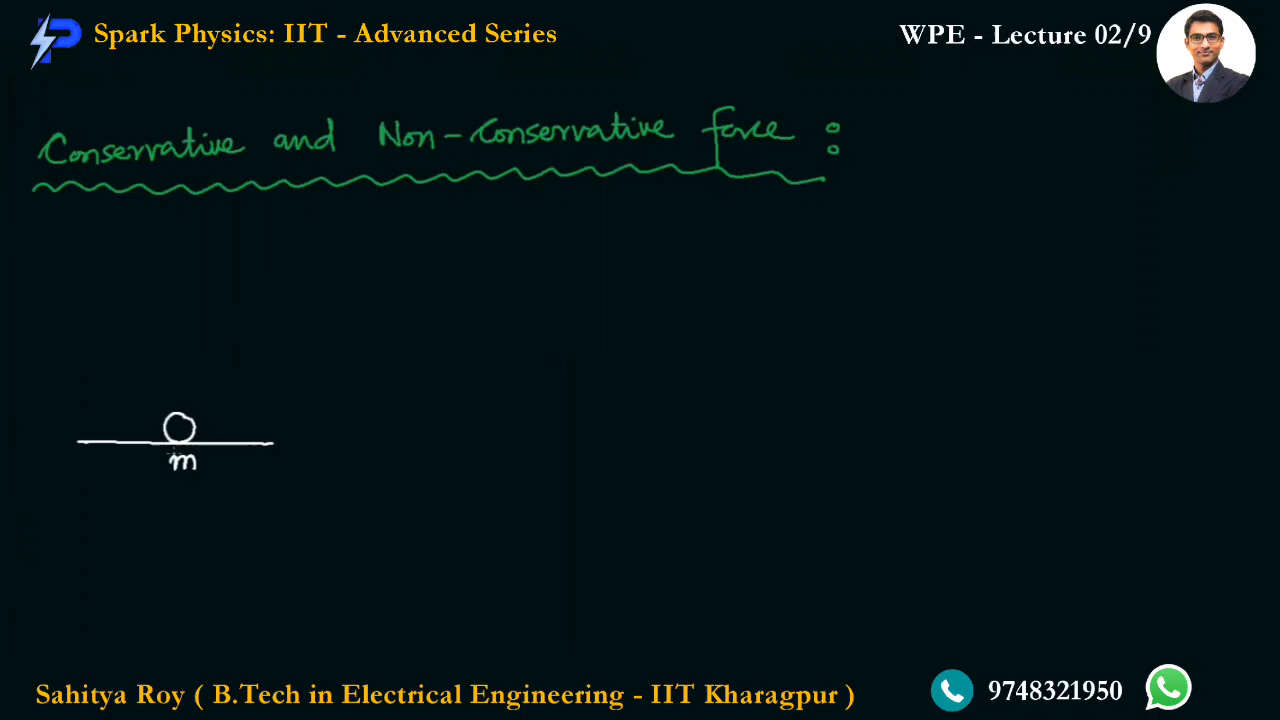 Spark Physics: IIT - Advanced Series
WPE - Lecture 02/9
Conservative and Non-Conservative force :
m
Sahitya Roy ( B.Tech in Electrical Engineering - IIT Kharagpur )
9748321950